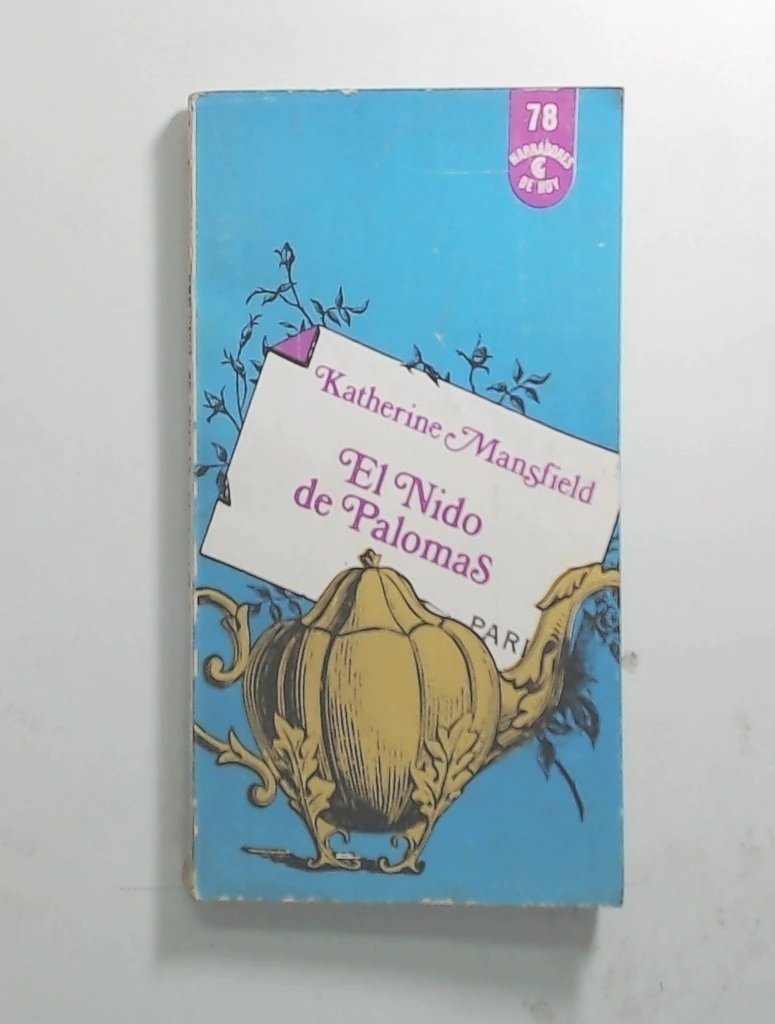 78
NARRADORES
DE HOY
Katherine Mansfield
El Nido
de Palomas
PARI